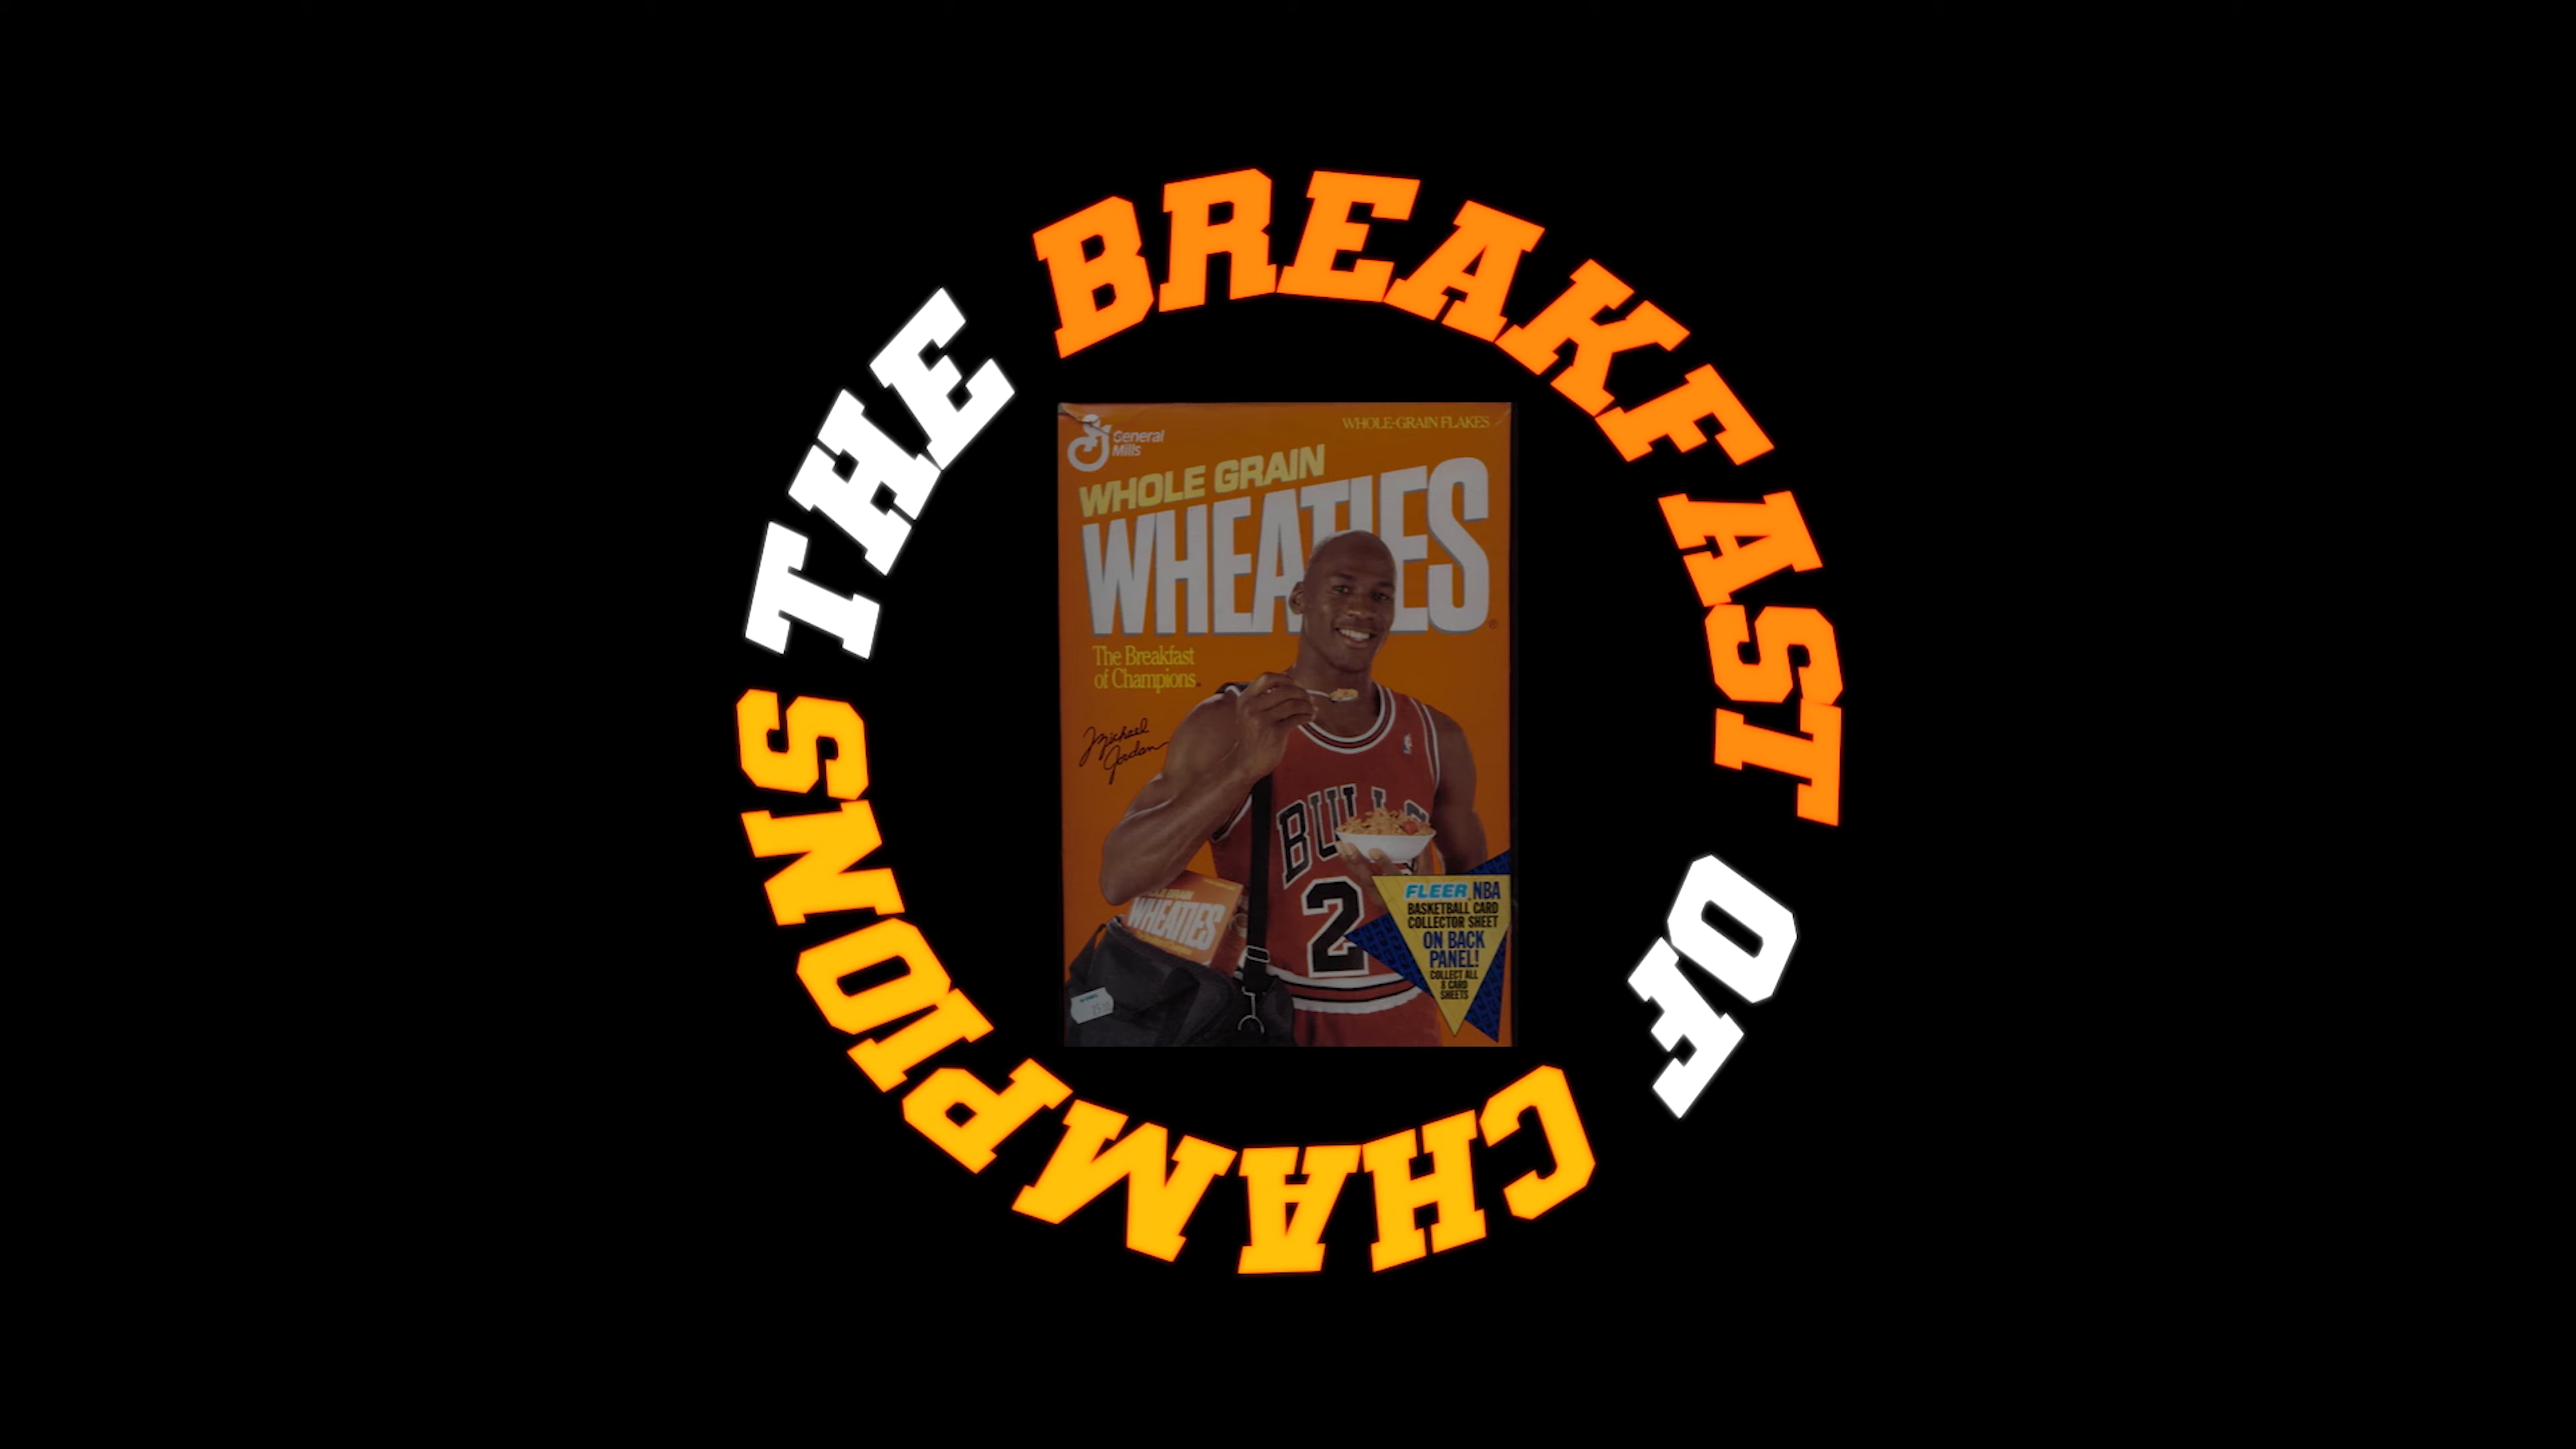 THE BREAKFAST OF CHAMPIONS
General
Mills
WHOLE-GRAIN FLAKES
WHOLE GRAIN
WHEATIES
The Breakfast
of Champions
Michael
Jordan
BULLS
2
WHEATIES
FLEER NBA
BASKETBALL CARD
COLLECTOR SHEET
ON BACK
PANEL!
COLLECT ALL
8 CARD
SHEETS